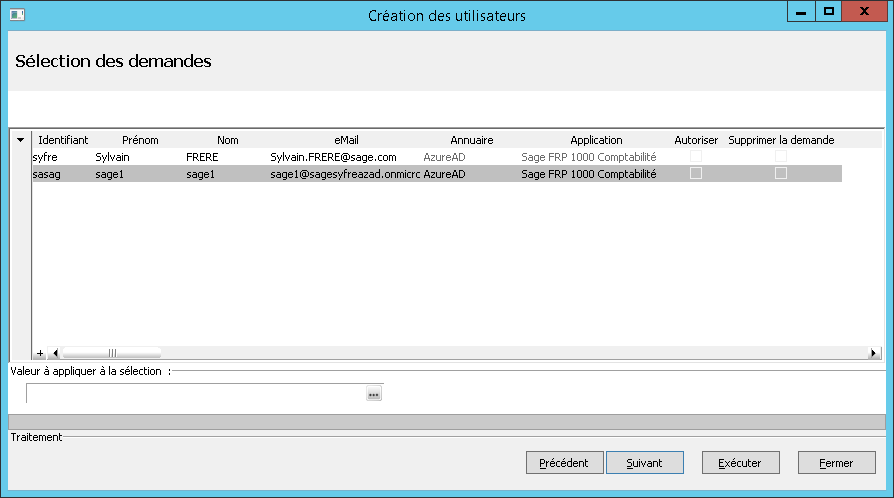 Création des utilisateurs
Sélection des demandes
Identifiant Prénom Nom eMail Annuaire Application Autoriser Supprimer la demande
syfre Sylvain FRERE Sylvain.FRERE@sage.com AzureAD Sage FRP 1000 Comptabilité
sasag sage1 sage1 sage1@sagesyfreazad.onmicrc AzureAD Sage FRP 1000 Comptabilité
Valeur à appliquer à la sélection :
...
Traitement
Précédent Suivant Exécuter Fermer